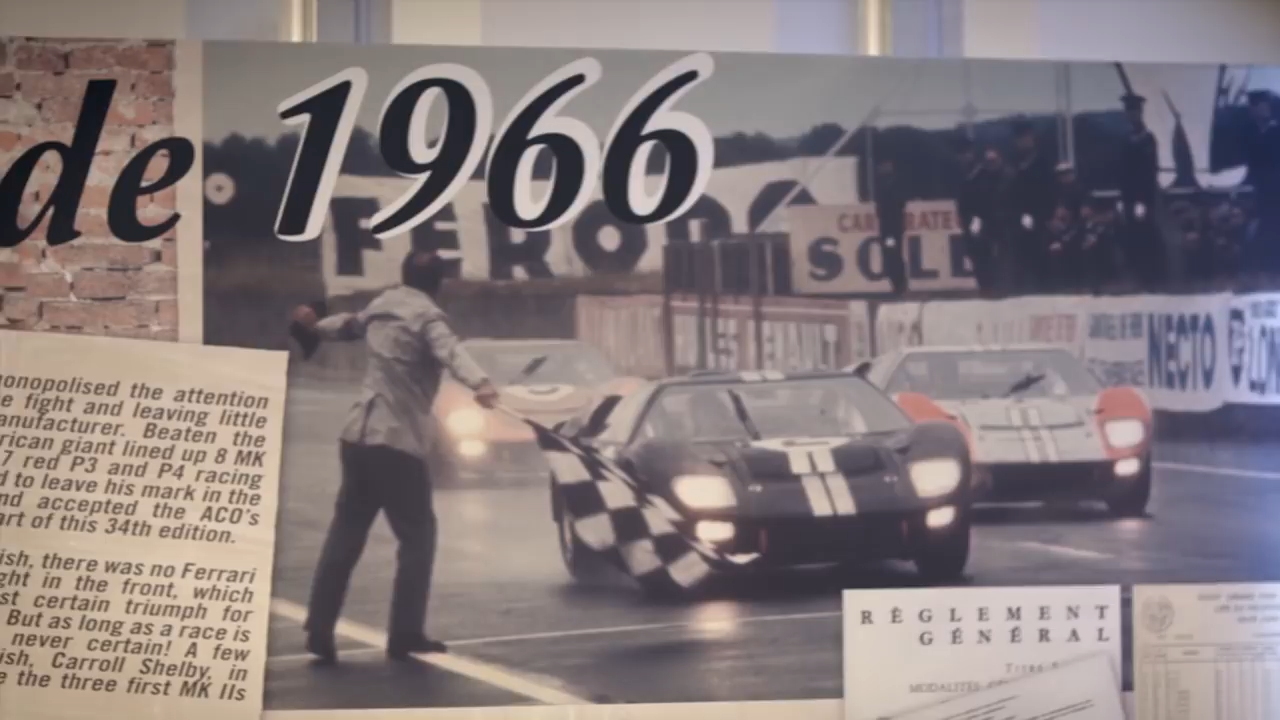 de 1966
FERODO
CARBURATEUR
SOLEX
NECTO
monopolised the attention
e fight and leaving little
anufacturer. Beaten the
rican giant lined up 8 MK
7 red P3 and P4 racing
d to leave his mark in the
nd accepted the ACO's
art of this 34th edition.
ish, there was no Ferrari
ght in the front, which
st certain triumph for
But as long as a race is
never certain! A few
ish, Carroll Shelby, in
e the three first MK IIs
RÈGLEMENT
GÉNÉRAL
MODALITÉS